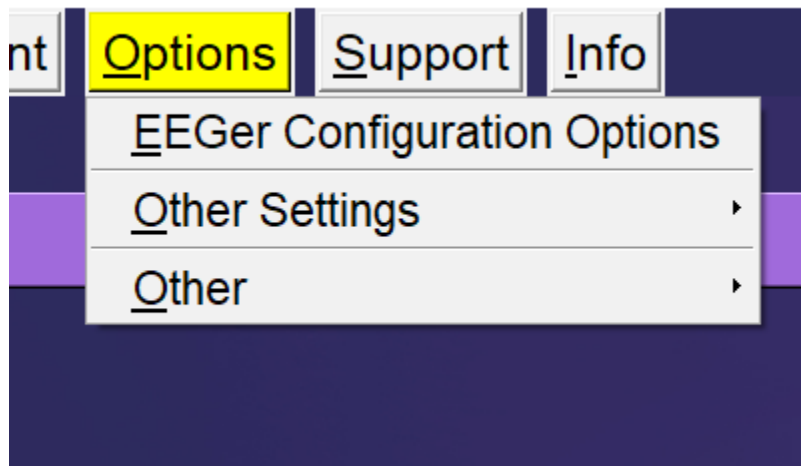 nt Options Support Info
EEGer Configuration Options
Other Settings
Other